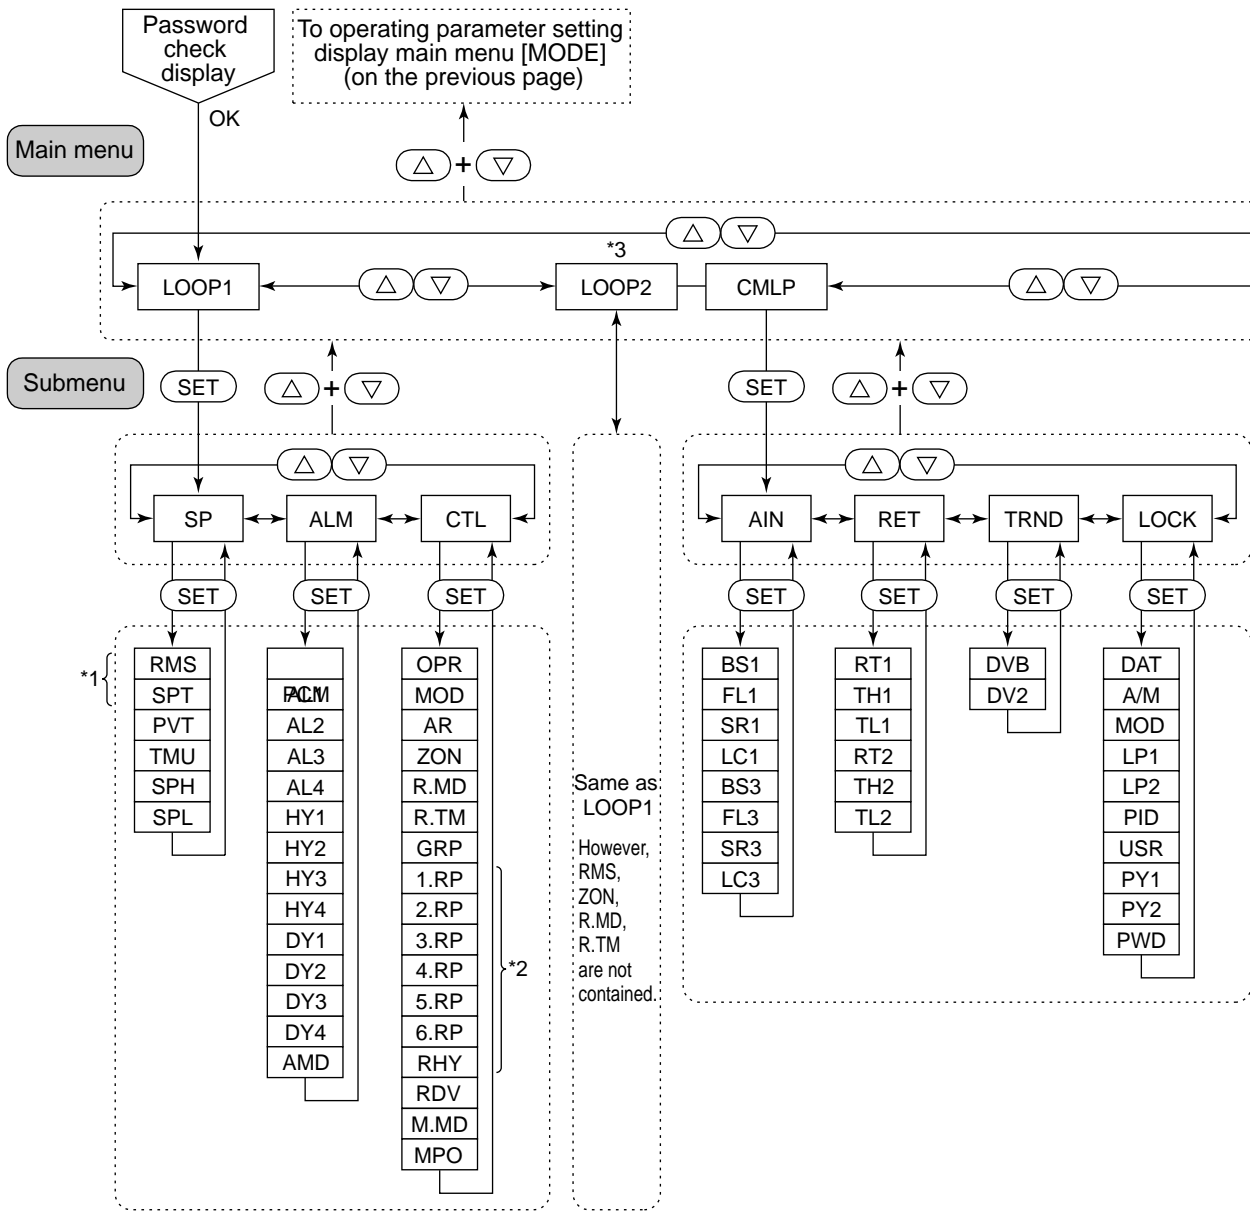 Password
check
display
To operating parameter setting
display main menu [MODE]
(on the previous page)
OK
Main menu
+
*3
LOOP1
LOOP2
CMLP
Submenu
SET
+
SET
+
SP
ALM
CTL
AIN
RET
TRND
LOCK
SET
SET
SET
SET
SET
SET
SET
*1
RMS
SPT
PVT
TMU
SPH
SPL
AL2
AL3
AL4
HY1
HY2
HY3
HY4
DY1
DY2
DY3
DY4
AMD
OPR
MOD
AR
ZON
R.MD
R.TM
GRP
1.RP
2.RP
3.RP
4.RP
5.RP
6.RP
RHY
RDV
M.MD
MPO
*2
Same as
LOOP1
However,
RMS,
ZON,
R.MD,
R.TM
are not
contained.
BS1
FL1
SR1
LC1
BS3
FL3
SR3
LC3
RT1
TH1
TL1
RT2
TH2
TL2
DVB
DV2
DAT
A/M
MOD
LP1
LP2
PID
USR
PY1
PY2
PWD